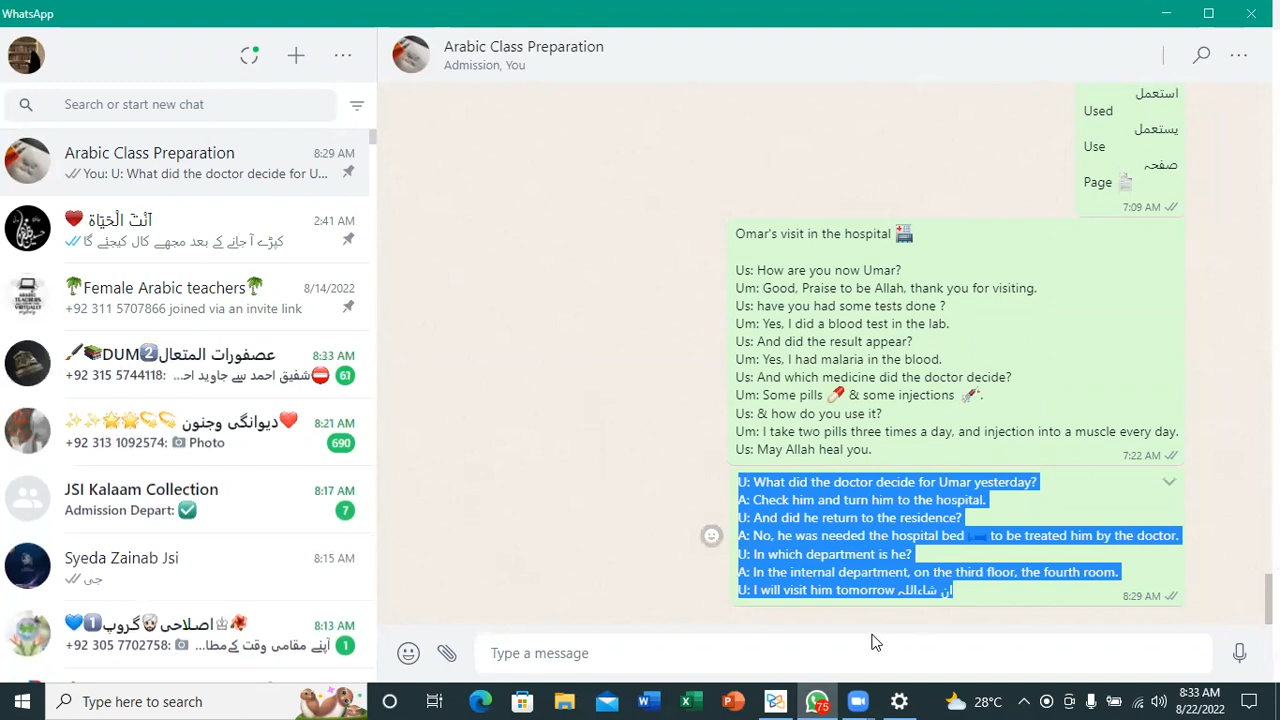 WhatsApp
Search or start new chat
Arabic Class Preparation
8:29 AM
You: U: What did the doctor decide for U...
اَنْتَ الْحَيَاة
2:41 AM
کپڑے آ جانے کے بعد مجھے کال کیجئے گا
Female Arabic teachers
8/14/2022
+92 311 5707866 joined via an invite link
DUM2عصفورات المتعال
8:33 AM
+92 315 5744118: شفیق احمد سے جاوید احـ...
61
دیوانگی وجنون
8:21 AM
+92 313 1092574: Photo
690
JSI Kalaam Collection
8:17 AM
Admission Depart:
7
Syeda Zainab Jsi
8:15 AM
جی
1اصلاحی گروپ
8:13 AM
+92 305 7702758: آپنے مقامی وقت کےمطا...
1
Arabic Class Preparation
Admission, You
استعمل
Used
یستعمل
Use
صفحہ
Page
7:09 AM
Omar's visit in the hospital
Us: How are you now Umar?
Um: Good, Praise to be Allah, thank you for visiting.
Us: have you had some tests done ?
Um: Yes, I did a blood test in the lab.
Us: And did the result appear?
Um: Yes, I had malaria in the blood.
Us: And which medicine did the doctor decide?
Um: Some pills & some injections .
Us: & how do you use it?
Um: I take two pills three times a day, and injection into a muscle every day.
Us: May Allah heal you.
7:22 AM
U: What did the doctor decide for Umar yesterday?
A: Check him and turn him to the hospital.
U: And did he return to the residence?
A: No, he was needed the hospital bed to be treated him by the doctor.
U: In which department is he?
A: In the internal department, on the third floor, the fourth room.
U: I will visit him tomorrow ان شاءاللہ
8:29 AM
Type a message
Type here to search
75
28°C
8:33 AM
8/22/2022